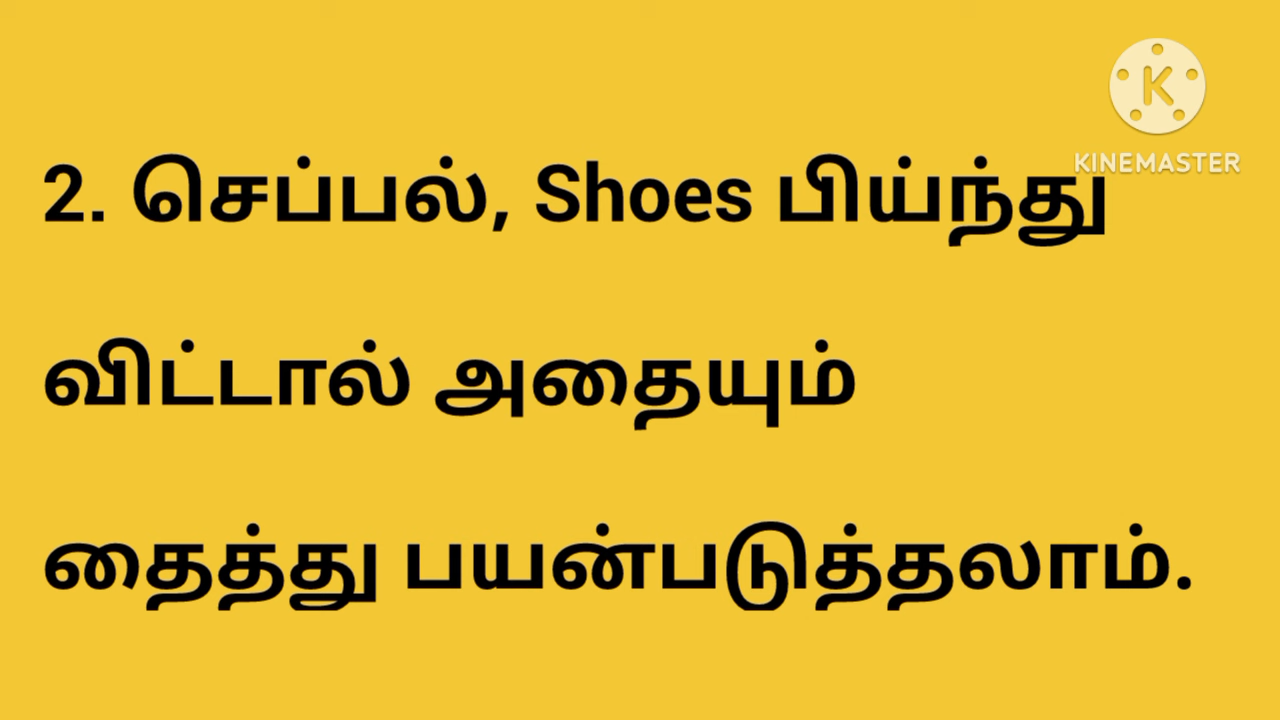 KINEMASTER
2. செப்பல், Shoes பிய்ந்து
விட்டால் அதையும்
தைத்து பயன்படுத்தலாம்.